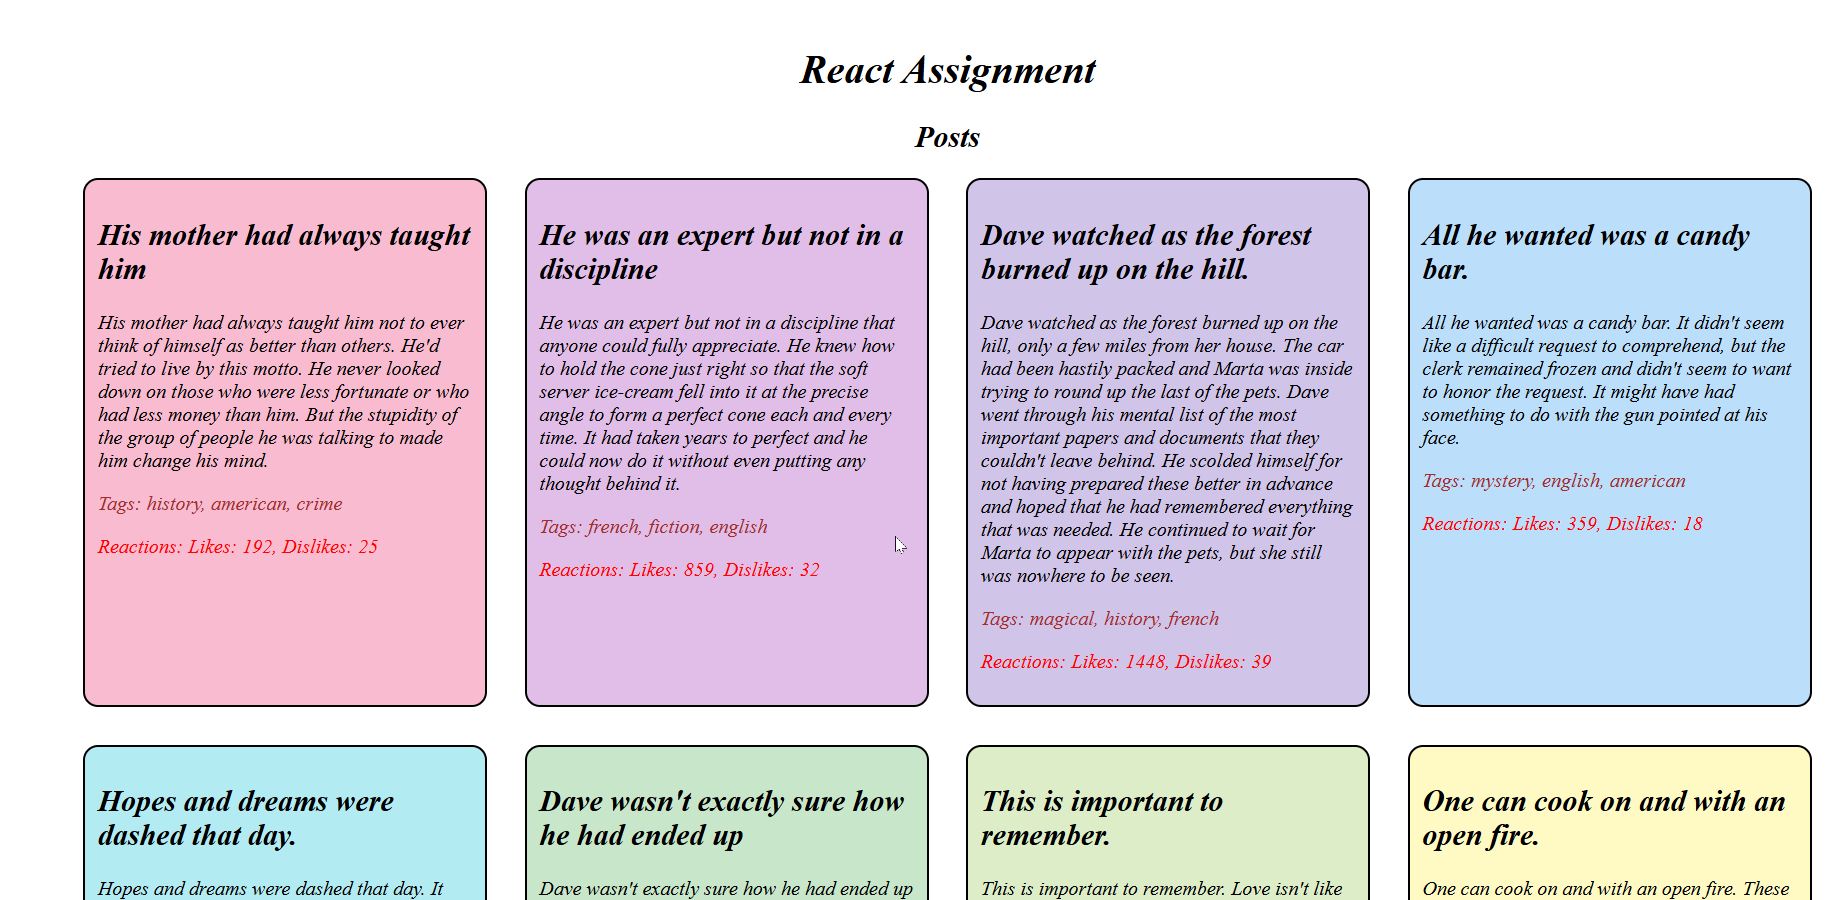 React Assignment
Posts
His mother had always taught
him
His mother had always taught him not to ever
think of himself as better than others. He'd
tried to live by this motto. He never looked
down on those who were less fortunate or who
had less money than him. But the stupidity of
the group of people he was talking to made
him change his mind.
Tags: history, american, crime
Reactions: Likes: 192, Dislikes: 25
He was an expert but not in a
discipline
He was an expert but not in a discipline that
anyone could fully appreciate. He knew how
to hold the cone just right so that the soft
server ice-cream fell into it at the precise
angle to form a perfect cone each and every
time. It had taken years to perfect and he
could now do it without even putting any
thought behind it.
Tags: french, fiction, english
Reactions: Likes: 859, Dislikes: 32
Dave watched as the forest
burned up on the hill.
Dave watched as the forest burned up on the
hill, only a few miles from her house. The car
had been hastily packed and Marta was inside
trying to round up the last of the pets. Dave
went through his mental list of the most
important papers and documents that they
couldn't leave behind. He scolded himself for
not having prepared these better in advance
and hoped that he had remembered everything
that was needed. He continued to wait for
Marta to appear with the pets, but she still
was nowhere to be seen.
Tags: magical, history, french
Reactions: Likes: 1448, Dislikes: 39
All he wanted was a candy
bar.
All he wanted was a candy bar. It didn't seem
like a difficult request to comprehend, but the
clerk remained frozen and didn't seem to want
to honor the request. It might have had
something to do with the gun pointed at his
face.
Tags: mystery, english, american
Reactions: Likes: 359, Dislikes: 18
Hopes and dreams were
dashed that day.
Hopes and dreams were dashed that day. It
Dave wasn't exactly sure how
he had ended up
Dave wasn't exactly sure how he had ended up
This is important to
remember.
This is important to remember. Love isn't like
One can cook on and with an
open fire.
One can cook on and with an open fire. These